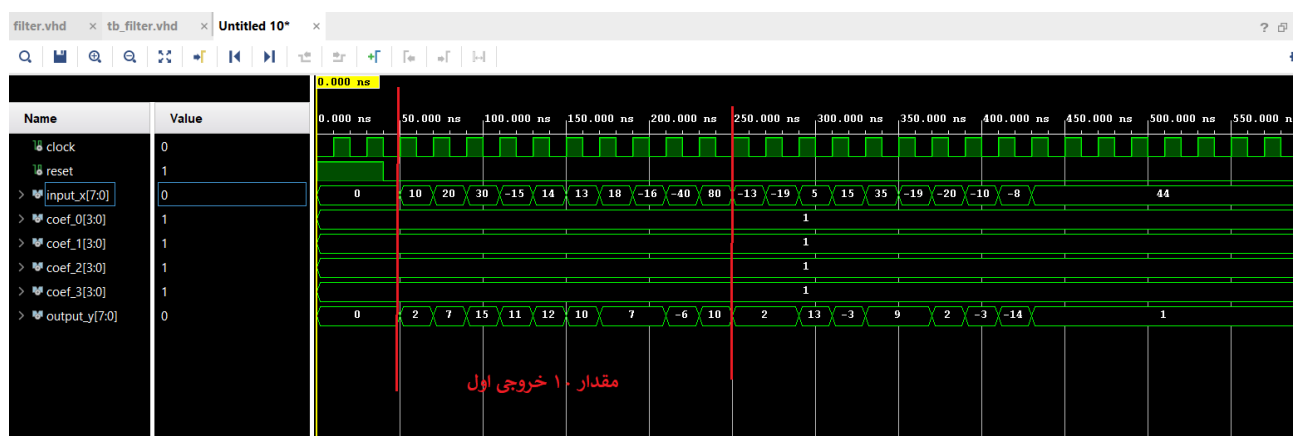 filter.vhd × tb_filter.vhd × Untitled 10* × ?
0.000 ns
Name Value 0.000 ns 50.000 ns 100.000 ns 150.000 ns 200.000 ns 250.000 ns 300.000 ns 350.000 ns 400.000 ns 450.000 ns 500.000 ns 550.000 n
clock 0
reset 1
input_x[7:0] 0 0 10 20 30 -15 14 13 18 -16 -40 80 -13 -19 5 15 35 -19 -20 -10 -8 44
coef_0[3:0] 1 1
coef_1[3:0] 1 1
coef_2[3:0] 1 1
coef_3[3:0] 1 1
output_y[7:0] 0 0 2 7 15 11 12 10 7 -6 10 2 13 -3 9 2 -3 -14 1
مقدار ۱۰ خروجی اول